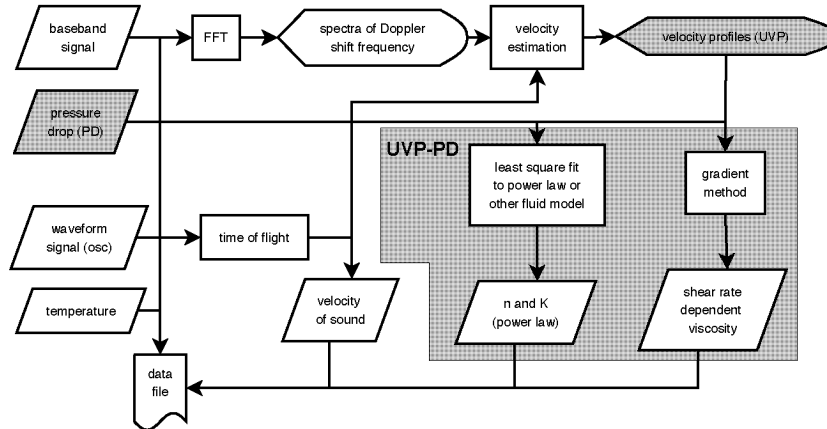 baseband
signal
FFT
spectra of Doppler
shift frequency
velocity
estimation
velocity profiles (UVP)
pressure
drop (PD)
UVP-PD
least square fit
to power law or
other fluid model
gradient
method
waveform
signal (osc)
time of flight
temperature
velocity
of sound
n and K
(power law)
shear rate
dependent
viscosity
data
file